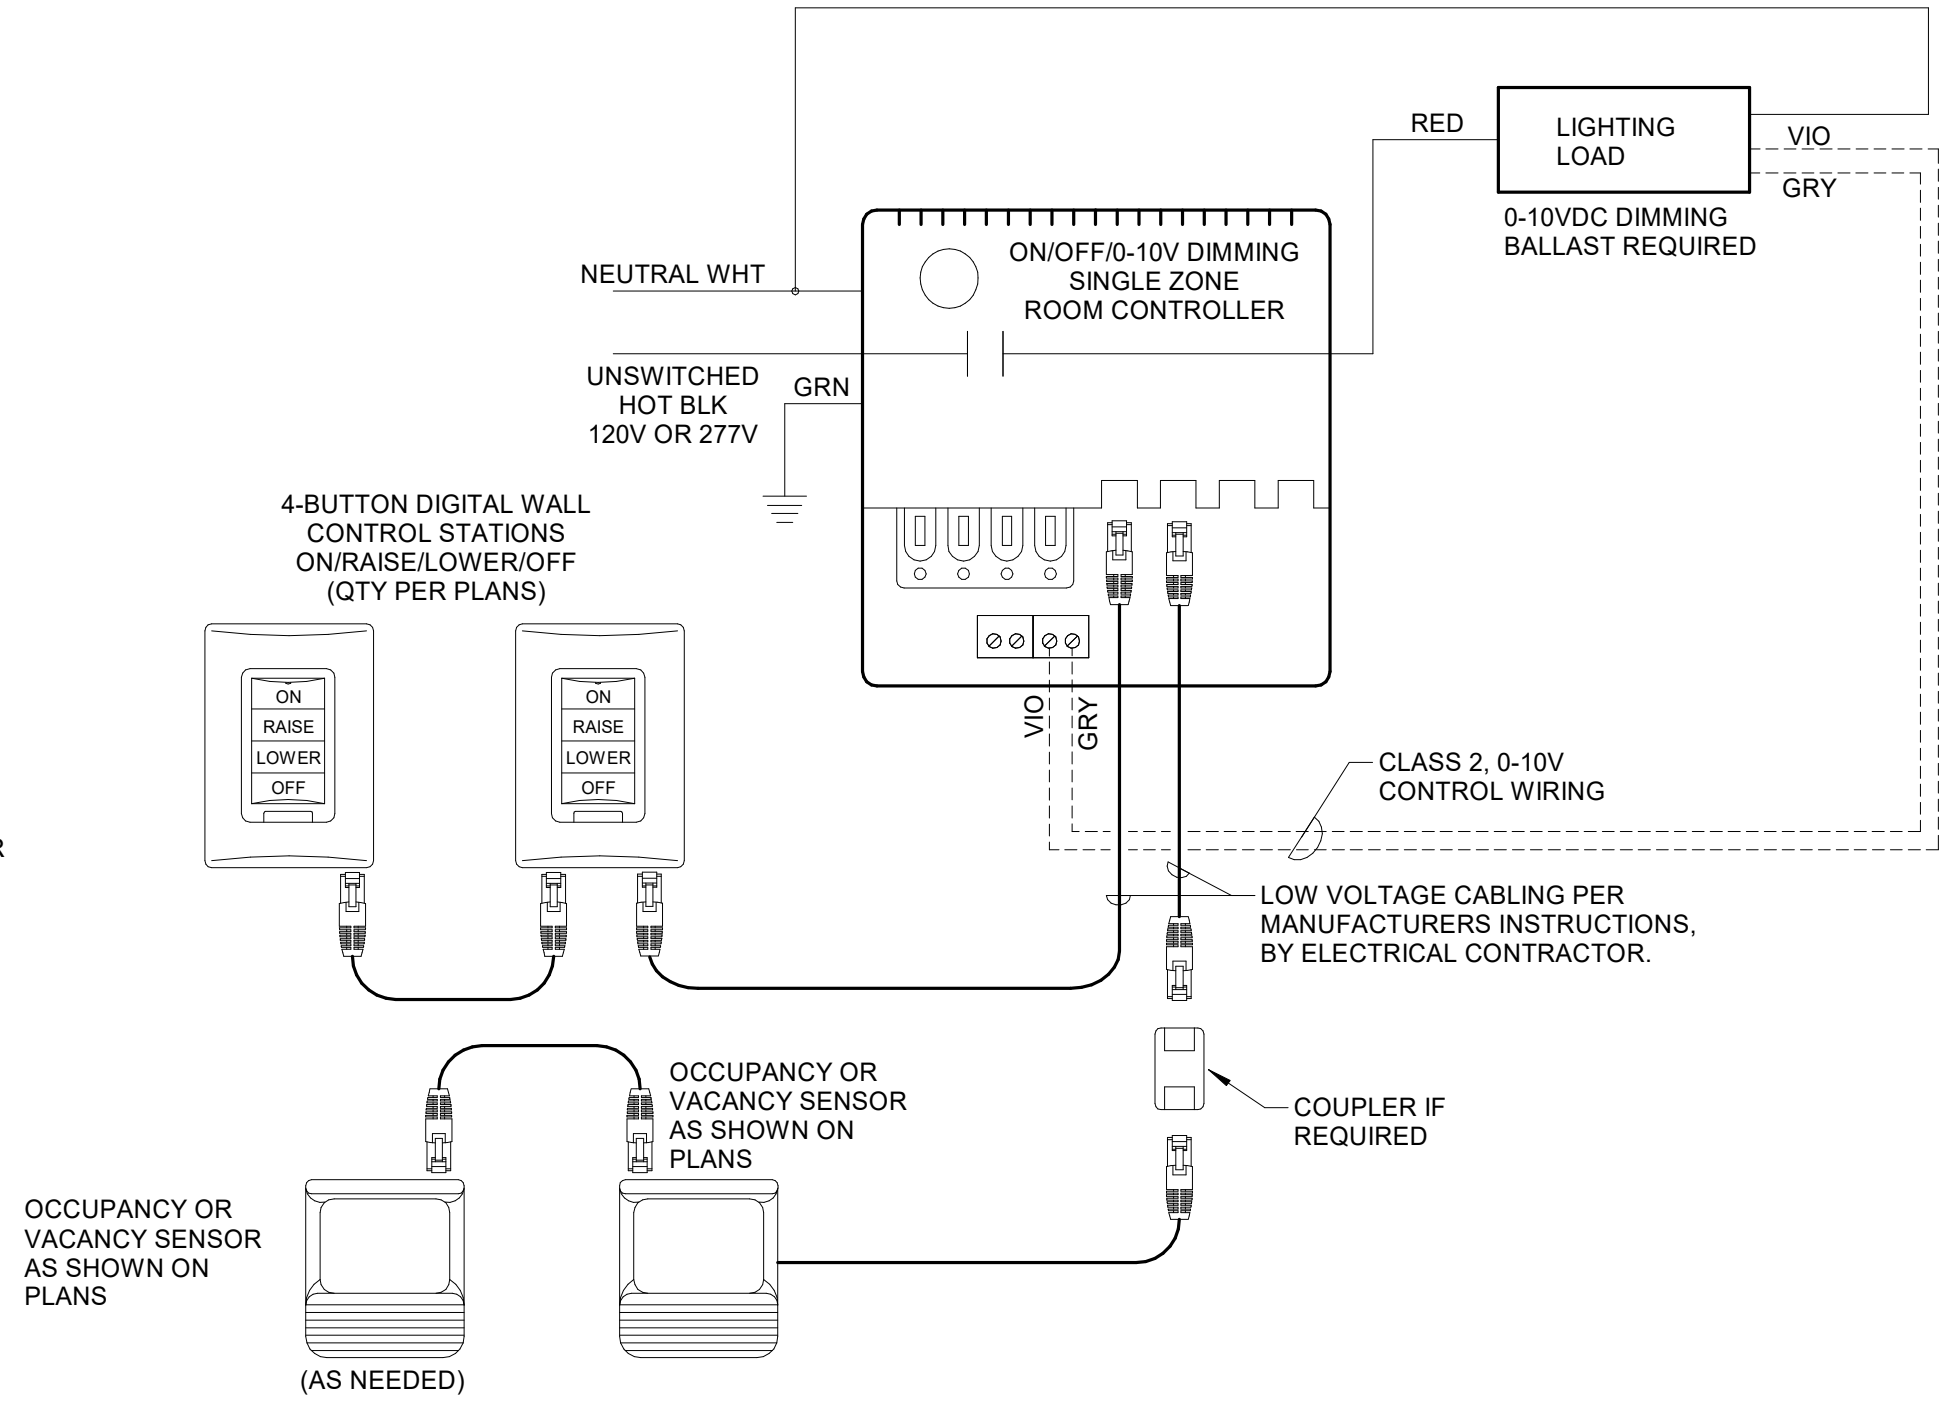 RED
LIGHTING
LOAD
VIO
GRY
0-10VDC DIMMING
BALLAST REQUIRED
ON/OFF/0-10V DIMMING
SINGLE ZONE
ROOM CONTROLLER
NEUTRAL WHT
UNSWITCHED
HOT BLK
120V OR 277V
GRN
4-BUTTON DIGITAL WALL
CONTROL STATIONS
ON/RAISE/LOWER/OFF
(QTY PER PLANS)
ON
RAISE
LOWER
OFF
ON
RAISE
LOWER
OFF
VIO
GRY
CLASS 2, 0-10V
CONTROL WIRING
R
LOW VOLTAGE CABLING PER
MANUFACTURERS INSTRUCTIONS,
BY ELECTRICAL CONTRACTOR.
OCCUPANCY OR
VACANCY SENSOR
AS SHOWN ON
PLANS
COUPLER IF
REQUIRED
OCCUPANCY OR
VACANCY SENSOR
AS SHOWN ON
PLANS
(AS NEEDED)